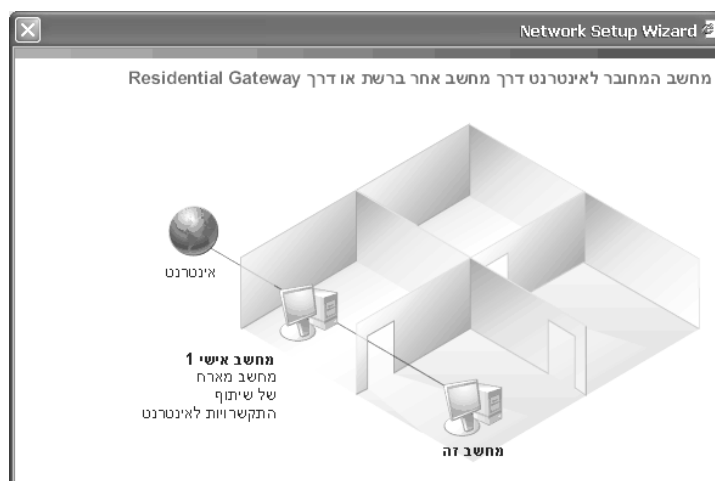 Network Setup Wizard
מחשב המחובר לאינטרנט דרך מחשב אחר ברשת או דרך Residential Gateway
אינטרנט
מחשב אישי 1
מחשב מארח
של שיתוף
התקשרויות לאינטרנט
מחשב זה